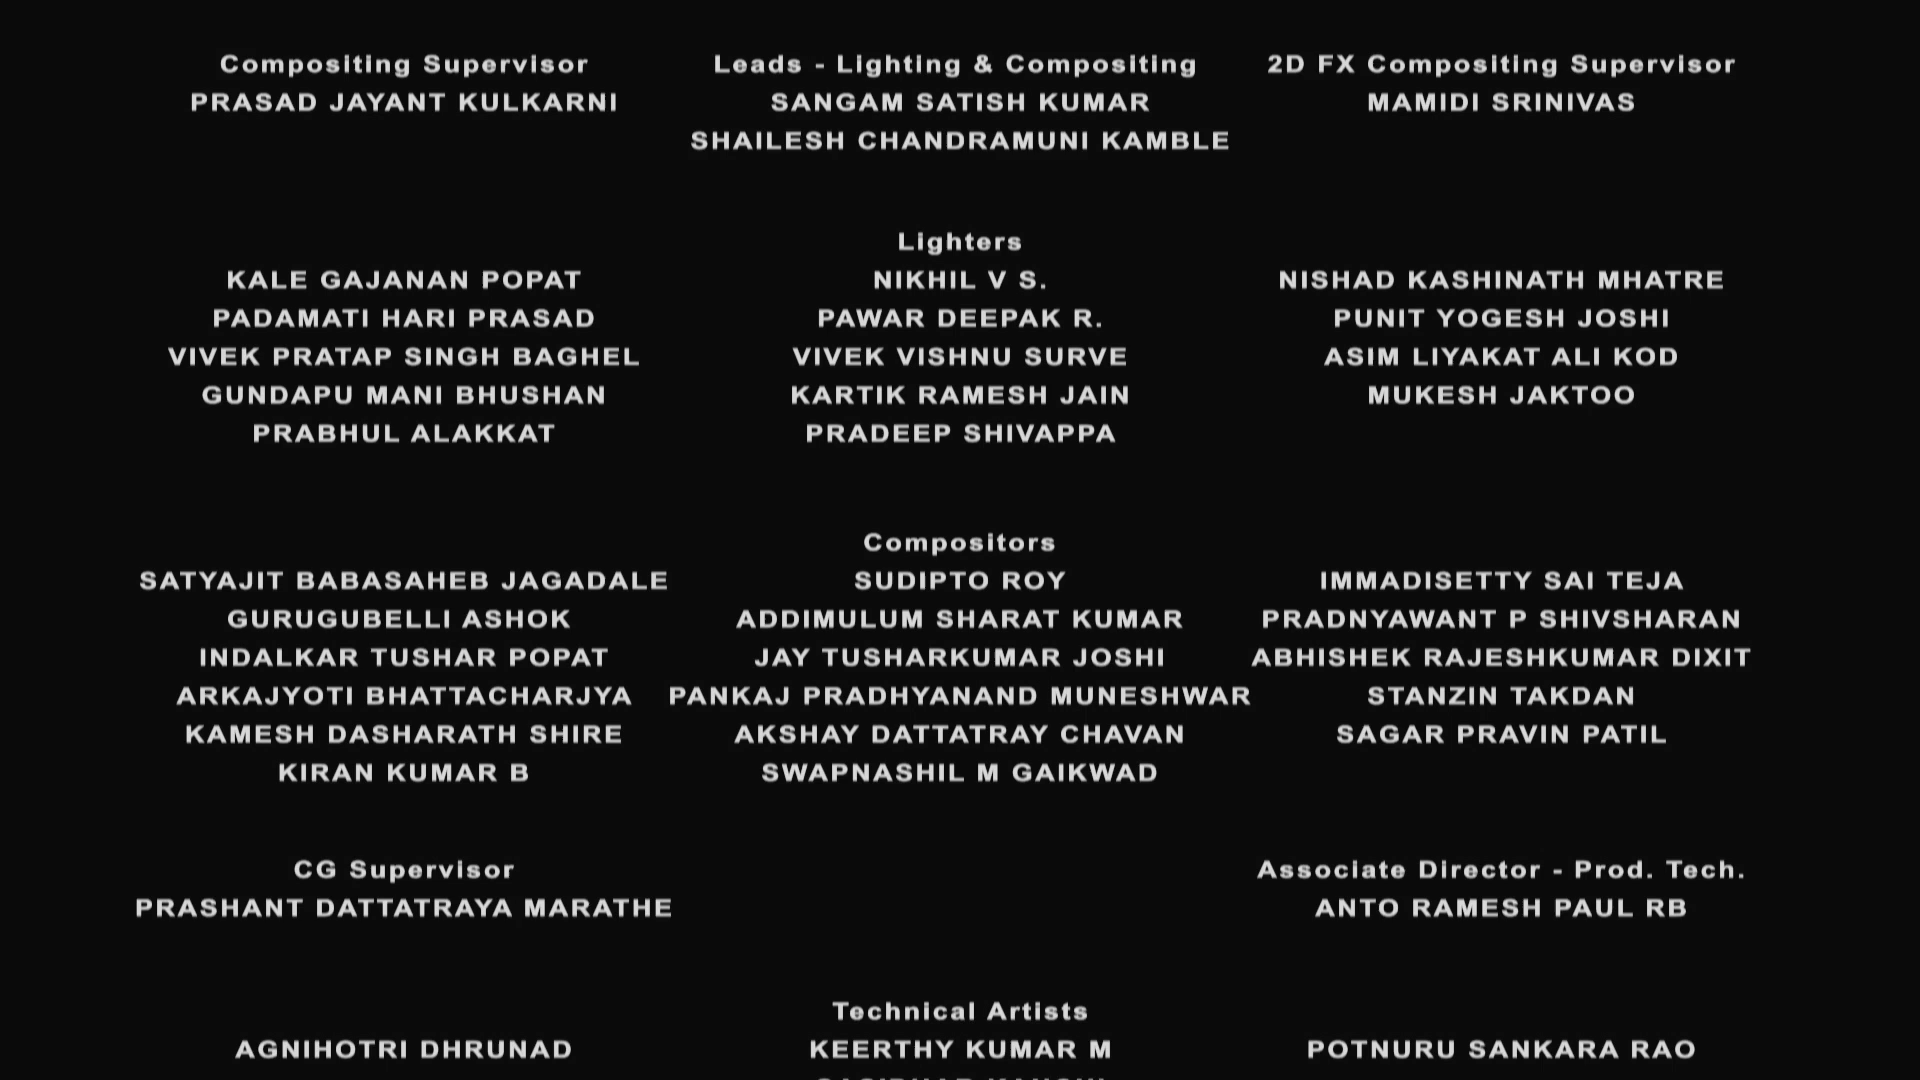 Compositing Supervisor
PRASAD JAYANT KULKARNI
Leads - Lighting & Compositing
SANGAM SATISH KUMAR
SHAILESH CHANDRAMUNI KAMBLE
2D FX Compositing Supervisor
MAMIDI SRINIVAS
Lighters
KALE GAJANAN POPAT
NIKHIL V S.
NISHAD KASHINATH MHATRE
PADAMATI HARI PRASAD
PAWAR DEEPAK R.
PUNIT YOGESH JOSHI
VIVEK PRATAP SINGH BAGHEL
VIVEK VISHNU SURVE
ASIM LIYAKAT ALI KOD
GUNDAPU MANI BHUSHAN
KARTIK RAMESH JAIN
MUKESH JAKTOO
PRABHUL ALAKKAT
PRADEEP SHIVAPPA
Compositors
SATYAJIT BABASAHEB JAGADALE
SUDIPTO ROY
IMMADISETTY SAI TEJA
GURUGUBELLI ASHOK
ADDIMULUM SHARAT KUMAR
PRADNYAWANT P SHIVSHARAN
INDALKAR TUSHAR POPAT
JAY TUSHARKUMAR JOSHI
ABHISHEK RAJESHKUMAR DIXIT
ARKAJYOTI BHATTACHARJYA
PANKAJ PRADHYANAND MUNESHWAR
STANZIN TAKDAN
KAMESH DASHARATH SHIRE
AKSHAY DATTATRAY CHAVAN
SAGAR PRAVIN PATIL
KIRAN KUMAR B
SWAPNASHIL M GAIKWAD
CG Supervisor
PRASHANT DATTATRAYA MARATHE
Associate Director - Prod. Tech.
ANTO RAMESH PAUL RB
Technical Artists
AGNIHOTRI DHRUNAD
KEERTHY KUMAR M
POTNURU SANKARA RAO